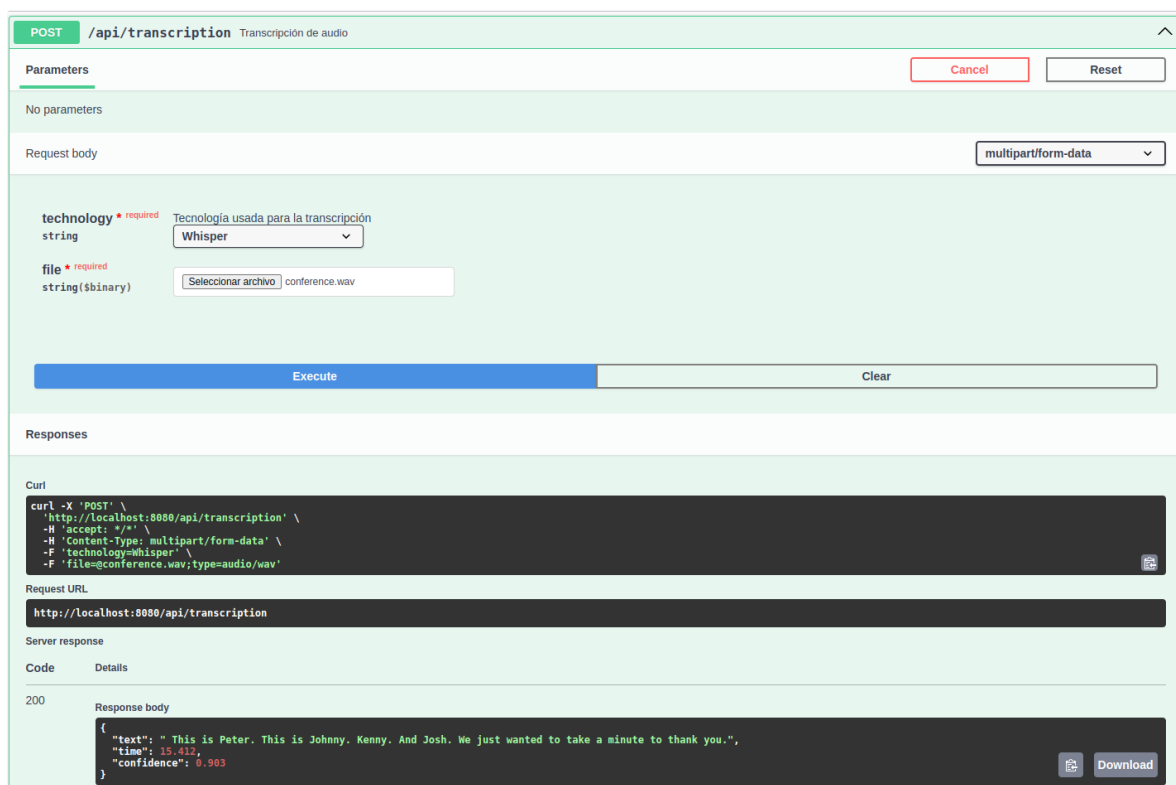 POST /api/transcription Transcripción de audio
Parameters
Cancel
Reset
No parameters
Request body
multipart/form-data
technology * required
string
Tecnología usada para la transcripción
Whisper
file * required
string($binary)
Seleccionar archivo conference.wav
Execute
Clear
Responses
Curl
curl -X 'POST' \
  'http://localhost:8080/api/transcription' \
  -H 'accept: */*' \
  -H 'Content-Type: multipart/form-data' \
  -F 'technology=Whisper' \
  -F 'file=@conference.wav;type=audio/wav'
Request URL
http://localhost:8080/api/transcription
Server response
Code Details
200
Response body
{
  "text": " This is Peter. This is Johnny. Kenny. And Josh. We just wanted to take a minute to thank you.",
  "time": 15.412,
  "confidence": 0.903
}
Download